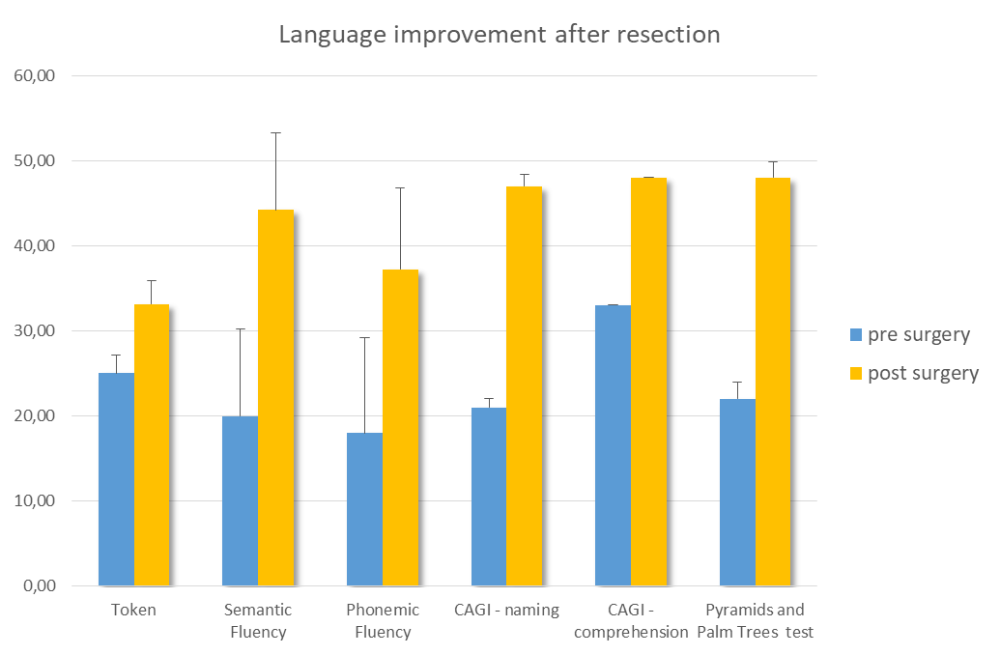 Language improvement after resection
60,00
50,00
40,00
30,00
20,00
10,00
0,00
Token
Semantic
Fluency
Phonemic
Fluency
CAGI - naming
CAGI -
comprehension
Pyramids and
Palm Trees test
pre surgery
post surgery